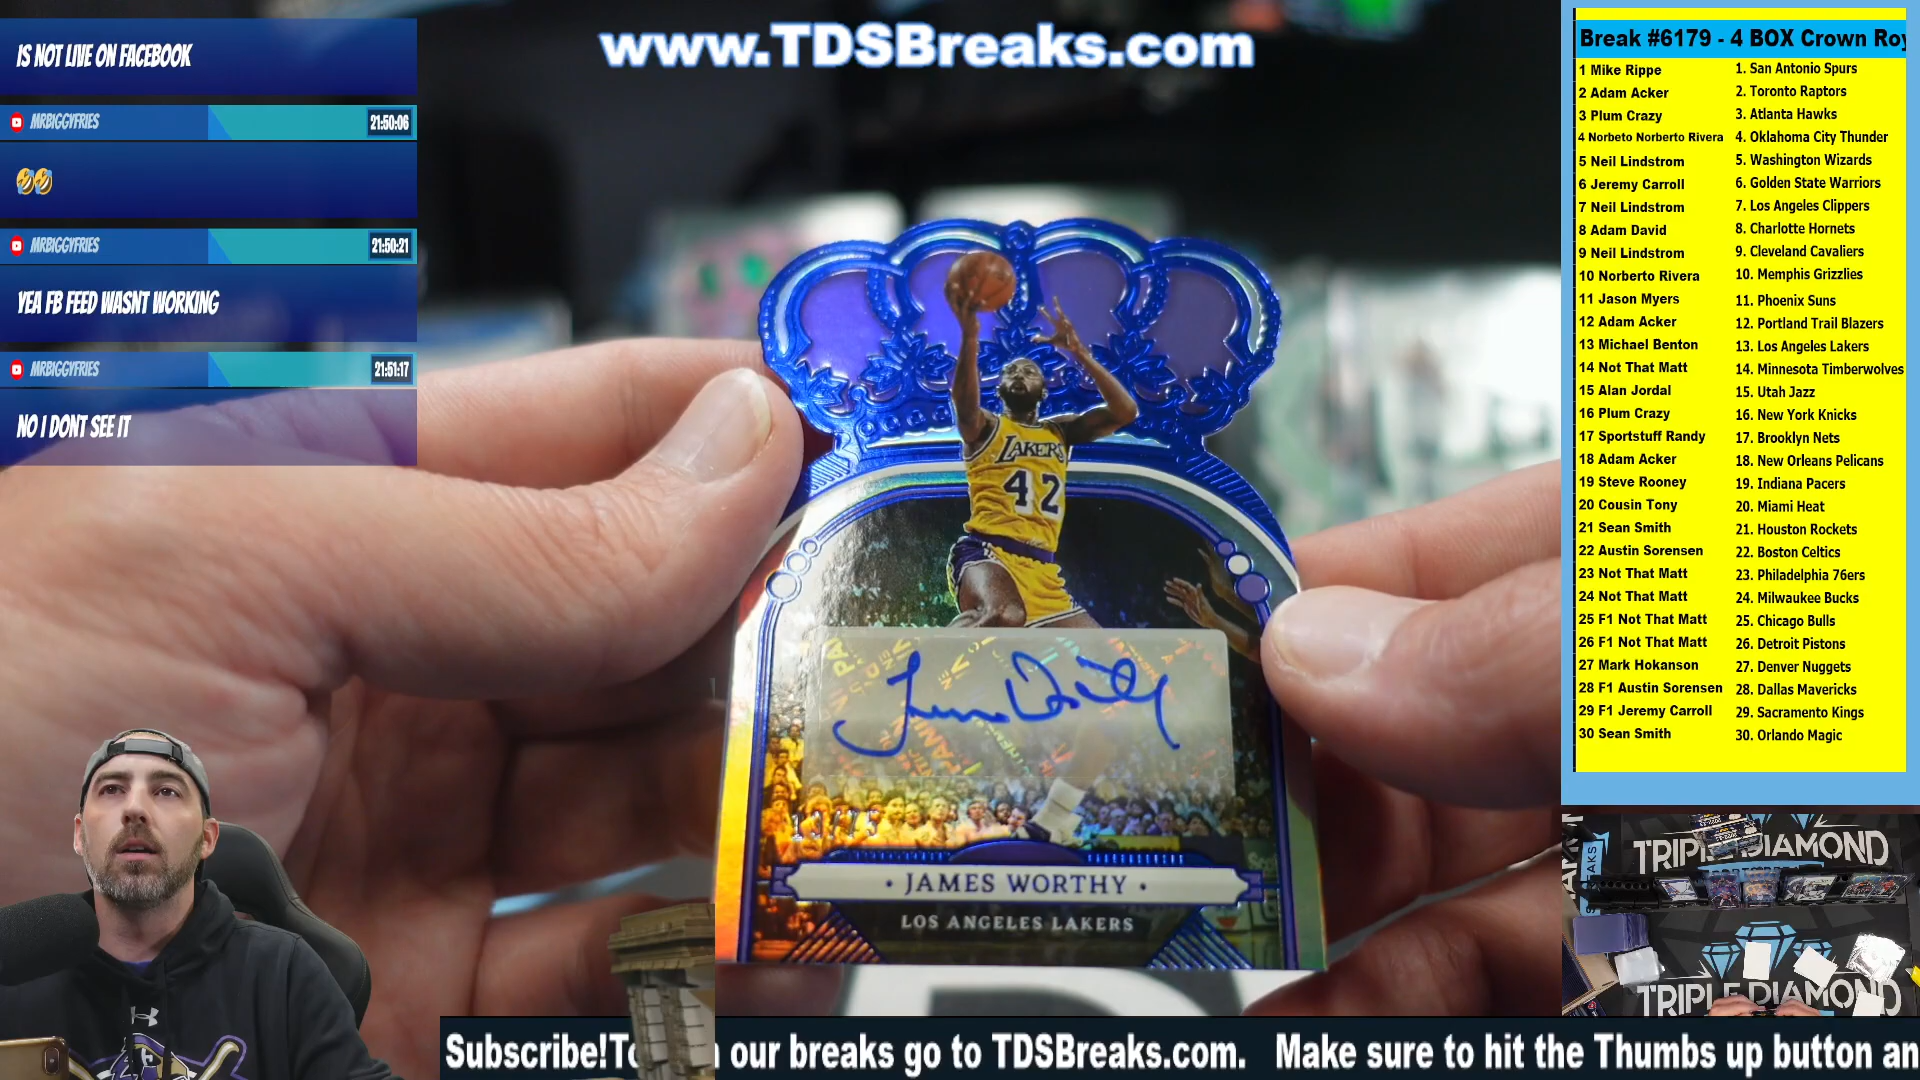 www.TDSBreaks.com
IS NOT LIVE ON FACEBOOK
MRBIGGYFRIES
21:50:06
🤣🤣
MRBIGGYFRIES
21:50:21
YEA FB FEED WASNT WORKING
MRBIGGYFRIES
21:51:17
NO I DONT SEE IT
LAKERS
42
· JAMES WORTHY ·
LOS ANGELES LAKERS
Break #6179 - 4 BOX Crown Roy
1 Mike Rippe 1. San Antonio Spurs
2 Adam Acker 2. Toronto Raptors
3 Plum Crazy 3. Atlanta Hawks
4 Norbeto Norberto Rivera 4. Oklahoma City Thunder
5 Neil Lindstrom 5. Washington Wizards
6 Jeremy Carroll 6. Golden State Warriors
7 Neil Lindstrom 7. Los Angeles Clippers
8 Adam David 8. Charlotte Hornets
9 Neil Lindstrom 9. Cleveland Cavaliers
10 Norberto Rivera 10. Memphis Grizzlies
11 Jason Myers 11. Phoenix Suns
12 Adam Acker 12. Portland Trail Blazers
13 Michael Benton 13. Los Angeles Lakers
14 Not That Matt 14. Minnesota Timberwolves
15 Alan Jordal 15. Utah Jazz
16 Plum Crazy 16. New York Knicks
17 Sportstuff Randy 17. Brooklyn Nets
18 Adam Acker 18. New Orleans Pelicans
19 Steve Rooney 19. Indiana Pacers
20 Cousin Tony 20. Miami Heat
21 Sean Smith 21. Houston Rockets
22 Austin Sorensen 22. Boston Celtics
23 Not That Matt 23. Philadelphia 76ers
24 Not That Matt 24. Milwaukee Bucks
25 F1 Not That Matt 25. Chicago Bulls
26 F1 Not That Matt 26. Detroit Pistons
27 Mark Hokanson 27. Denver Nuggets
28 F1 Austin Sorensen 28. Dallas Mavericks
29 F1 Jeremy Carroll 29. Sacramento Kings
30 Sean Smith 30. Orlando Magic
TRIPLE DIAMOND
TRIPLE DIAMOND
Subscribe!To our breaks go to TDSBreaks.com. Make sure to hit the Thumbs up button an